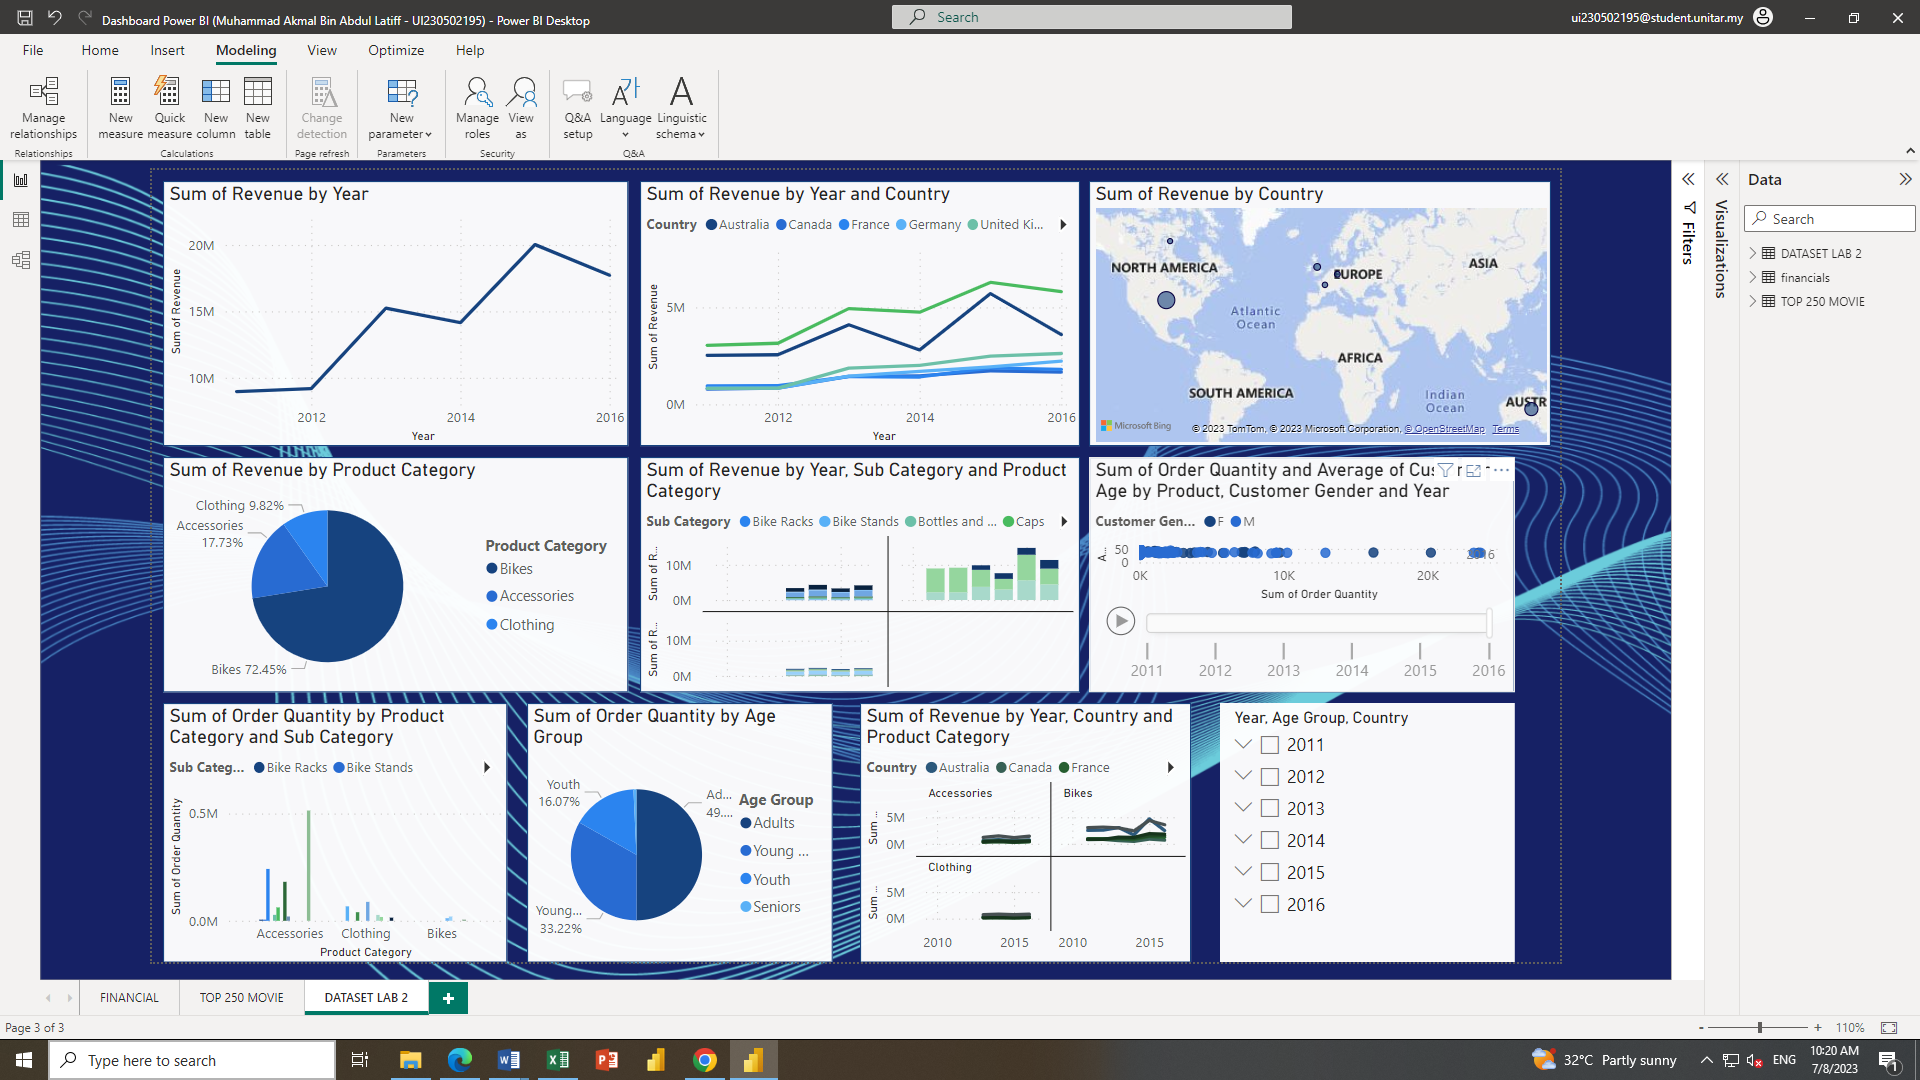 Dashboard Power BI (Muhammad Akmal Bin Abdul Latiff - UI230502195) - Power BI Desktop
Search
ui230502195@student.unitar.my
File Home Insert Modeling View Optimize Help
Manage relationships
New measure
Quick measure
New column
New table
Change detection
New parameter
Manage roles
View as
Q&A setup
Language
Linguistic schema
Relationships
Calculations
Page refresh
Parameters
Security
Q&A
Sum of Revenue by Year
Sum of Revenue
20M
15M
10M
2012 2014 2016
Year
Sum of Revenue by Year and Country
Country Australia Canada France Germany United Ki...
Sum of Revenue
5M
0M
2012 2014 2016
Year
Sum of Revenue by Country
NORTH AMERICA
EUROPE
ASIA
Atlantic Ocean
AFRICA
SOUTH AMERICA
Indian Ocean
AUSTR
Microsoft Bing
© 2023 TomTom, © 2023 Microsoft Corporation, © OpenStreetMap Terms
Sum of Revenue by Product Category
Clothing 9.82%
Accessories 17.73%
Bikes 72.45%
Product Category
Bikes
Accessories
Clothing
Sum of Revenue by Year, Sub Category and Product
Category
Sub Category Bike Racks Bike Stands Bottles and ... Caps
Sum of R...
10M
0M
Sum of R...
10M
0M
Sum of Order Quantity and Average of Cu
Age by Product, Customer Gender and Year
Customer Gen... F M
A...
50
0
2016
0K 10K 20K
Sum of Order Quantity
2011 2012 2013 2014 2015 2016
Sum of Order Quantity by Product
Category and Sub Category
Sub Categ... Bike Racks Bike Stands
Sum of Order Quantity
0.5M
0.0M
Accessories Clothing Bikes
Product Category
Sum of Order Quantity by Age
Group
Youth 16.07%
Ad... 49....
Young... 33.22%
Age Group
Adults
Young ...
Youth
Seniors
Sum of Revenue by Year, Country and
Product Category
Country Australia Canada France
Accessories Bikes
Sum ...
5M
0M
Clothing
Sum ...
5M
0M
2010 2015 2010 2015
Year, Age Group, Country
2011
2012
2013
2014
2015
2016
Filters
Visualizations
Data
Search
DATASET LAB 2
financials
TOP 250 MOVIE
FINANCIAL TOP 250 MOVIE DATASET LAB 2
Page 3 of 3
- + 110%
Type here to search
32°C Partly sunny
ENG
10:20 AM
7/8/2023
1